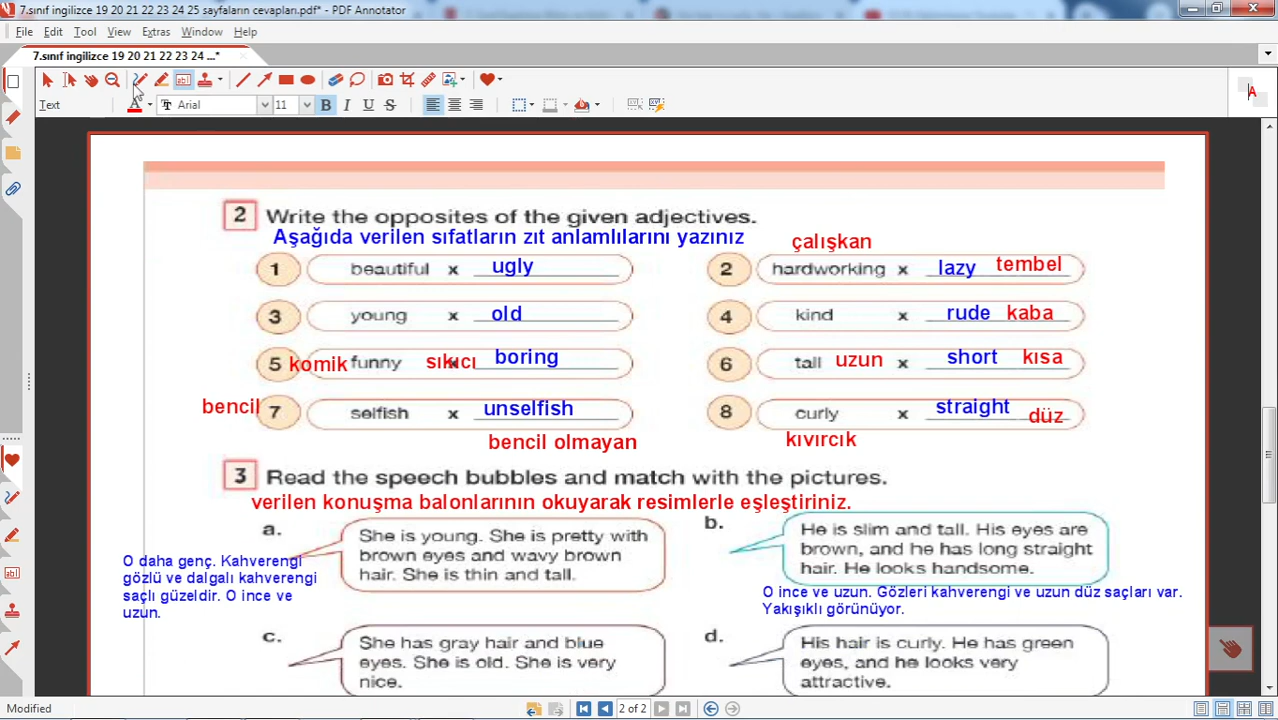 7.sınıf ingilizce 19 20 21 22 23 24 25 sayfaların cevapları.pdf* - PDF Annotator
File Edit Tool View Extras Window Help
7.sınıf ingilizce 19 20 21 22 23 24 ...*
Text Arial 11 B I U S
A
2 Write the opposites of the given adjectives.
Aşağıda verilen sıfatların zıt anlamlılarını yazınız
çalışkan
1 beautiful x ugly
2 hardworking x lazy tembel
3 young x old
4 kind x rude kaba
5 komik funny sıkıcı x boring
6 tall uzun x short kısa
bencil 7 selfish x unselfish
8 curly x straight düz
bencil olmayan
kıvırcık
3 Read the speech bubbles and match with the pictures.
verilen konuşma balonlarının okuyarak resimlerle eşleştiriniz.
a.
She is young. She is pretty with
brown eyes and wavy brown
hair. She is thin and tall.
O daha genç. Kahverengi
gözlü ve dalgalı kahverengi
saçlı güzeldir. O ince ve
uzun.
b.
He is slim and tall. His eyes are
brown, and he has long straight
hair. He looks handsome.
O ince ve uzun. Gözleri kahverengi ve uzun düz saçları var.
Yakışıklı görünüyor.
c.
She has gray hair and blue
eyes. She is old. She is very
nice.
d.
His hair is curly. He has green
eyes, and he looks very
attractive.
Modified
2 of 2